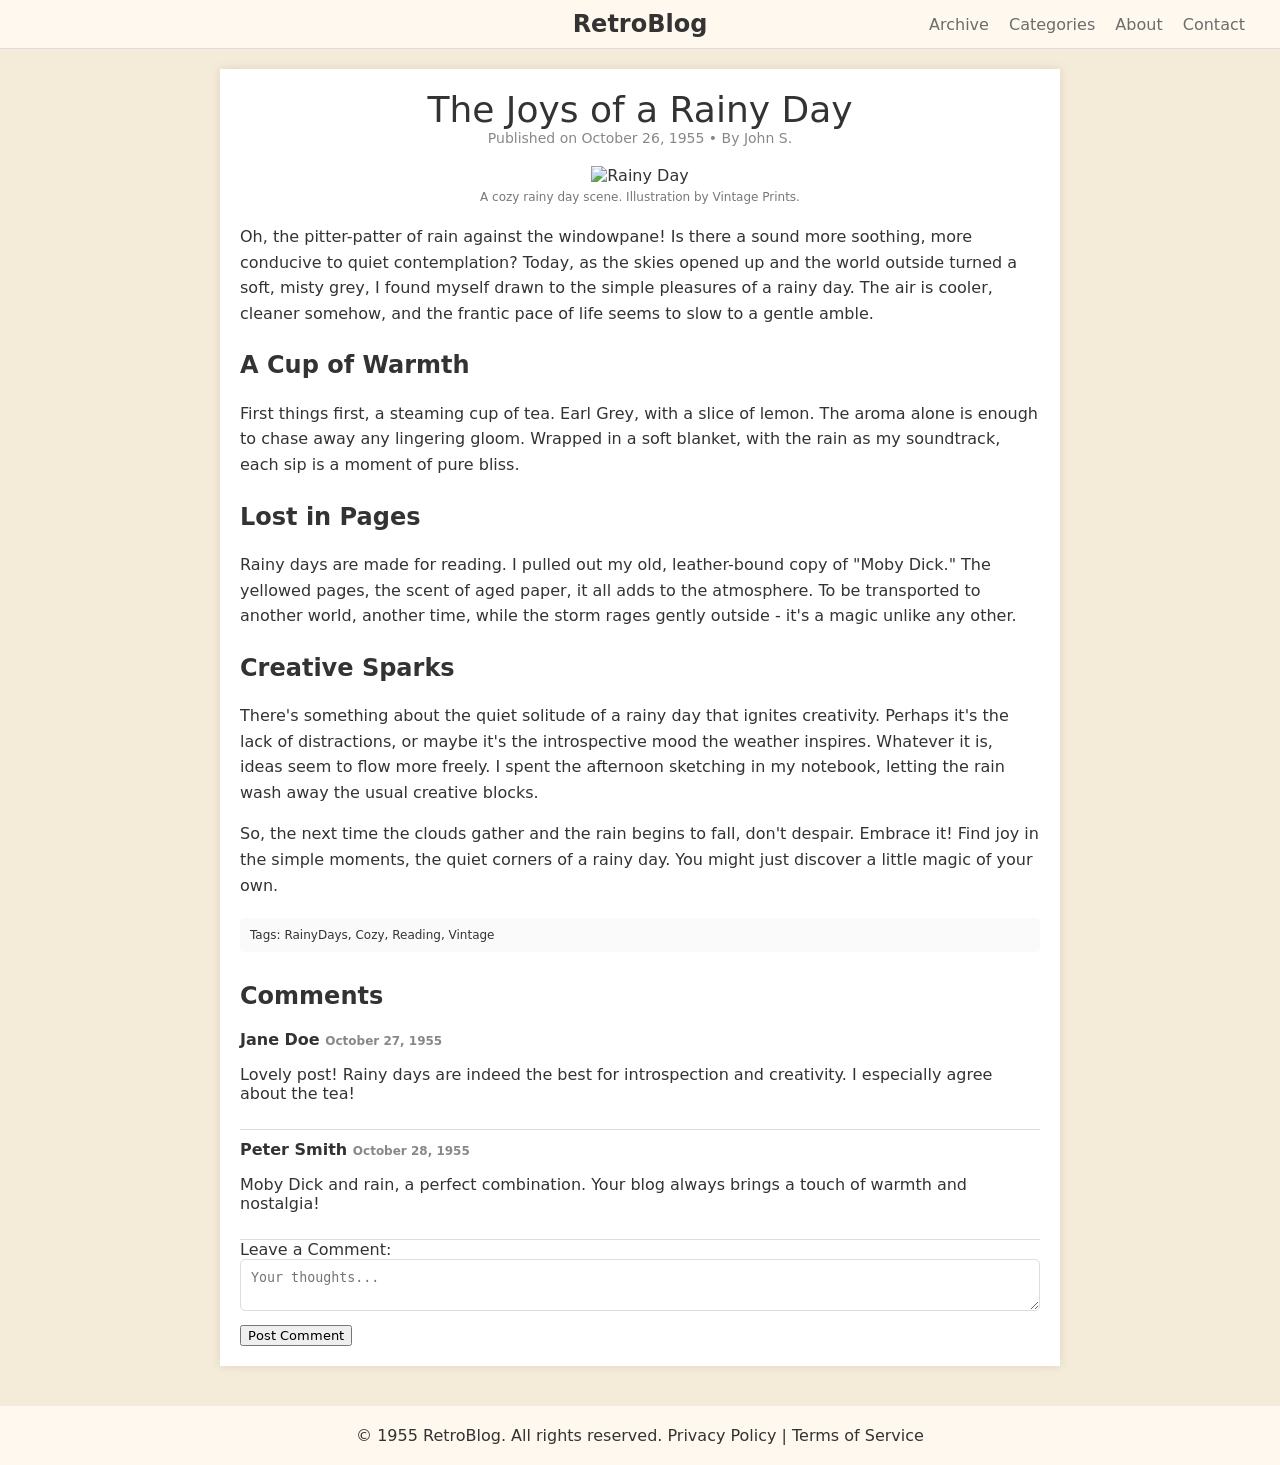 RetroBlog
Archive Categories About Contact
The Joys of a Rainy Day
Published on October 26, 1955 • By John S.
Rainy Day
A cozy rainy day scene. Illustration by Vintage Prints.
Oh, the pitter-patter of rain against the windowpane! Is there a sound more soothing, more
conducive to quiet contemplation? Today, as the skies opened up and the world outside turned a
soft, misty grey, I found myself drawn to the simple pleasures of a rainy day. The air is cooler,
cleaner somehow, and the frantic pace of life seems to slow to a gentle amble.
A Cup of Warmth
First things first, a steaming cup of tea. Earl Grey, with a slice of lemon. The aroma alone is enough
to chase away any lingering gloom. Wrapped in a soft blanket, with the rain as my soundtrack,
each sip is a moment of pure bliss.
Lost in Pages
Rainy days are made for reading. I pulled out my old, leather-bound copy of "Moby Dick." The
yellowed pages, the scent of aged paper, it all adds to the atmosphere. To be transported to
another world, another time, while the storm rages gently outside - it's a magic unlike any other.
Creative Sparks
There's something about the quiet solitude of a rainy day that ignites creativity. Perhaps it's the
lack of distractions, or maybe it's the introspective mood the weather inspires. Whatever it is,
ideas seem to flow more freely. I spent the afternoon sketching in my notebook, letting the rain
wash away the usual creative blocks.
So, the next time the clouds gather and the rain begins to fall, don't despair. Embrace it! Find joy in
the simple moments, the quiet corners of a rainy day. You might just discover a little magic of your
own.
Tags: RainyDays, Cozy, Reading, Vintage
Comments
Jane Doe October 27, 1955
Lovely post! Rainy days are indeed the best for introspection and creativity. I especially agree
about the tea!
Peter Smith October 28, 1955
Moby Dick and rain, a perfect combination. Your blog always brings a touch of warmth and
nostalgia!
Leave a Comment:
Your thoughts...
Post Comment
© 1955 RetroBlog. All rights reserved. Privacy Policy | Terms of Service